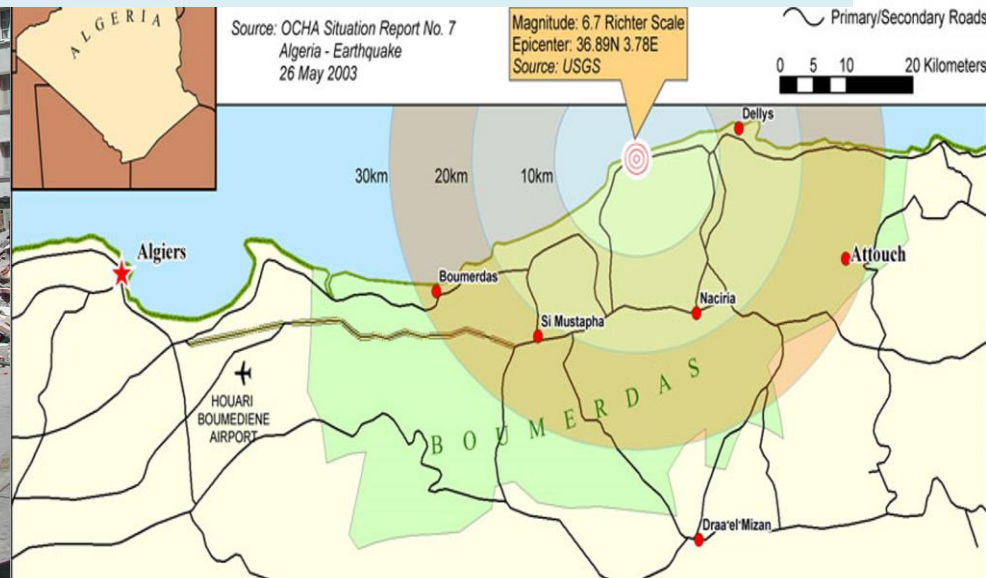 ALGERIA
Source: OCHA Situation Report No. 7
Algeria - Earthquake
26 May 2003
Magnitude: 6.7 Richter Scale
Epicenter: 36.89N 3.78E
Source: USGS
Primary/Secondary Roads
0 5 10 20 Kilometers
Dellys
30km 20km 10km
Algiers
Attouch
Boumerdas
Naciria
Si Mustapha
HOUARI
BOUMEDIENE
AIRPORT
BOUMERDAS
Draa'el'Mizan